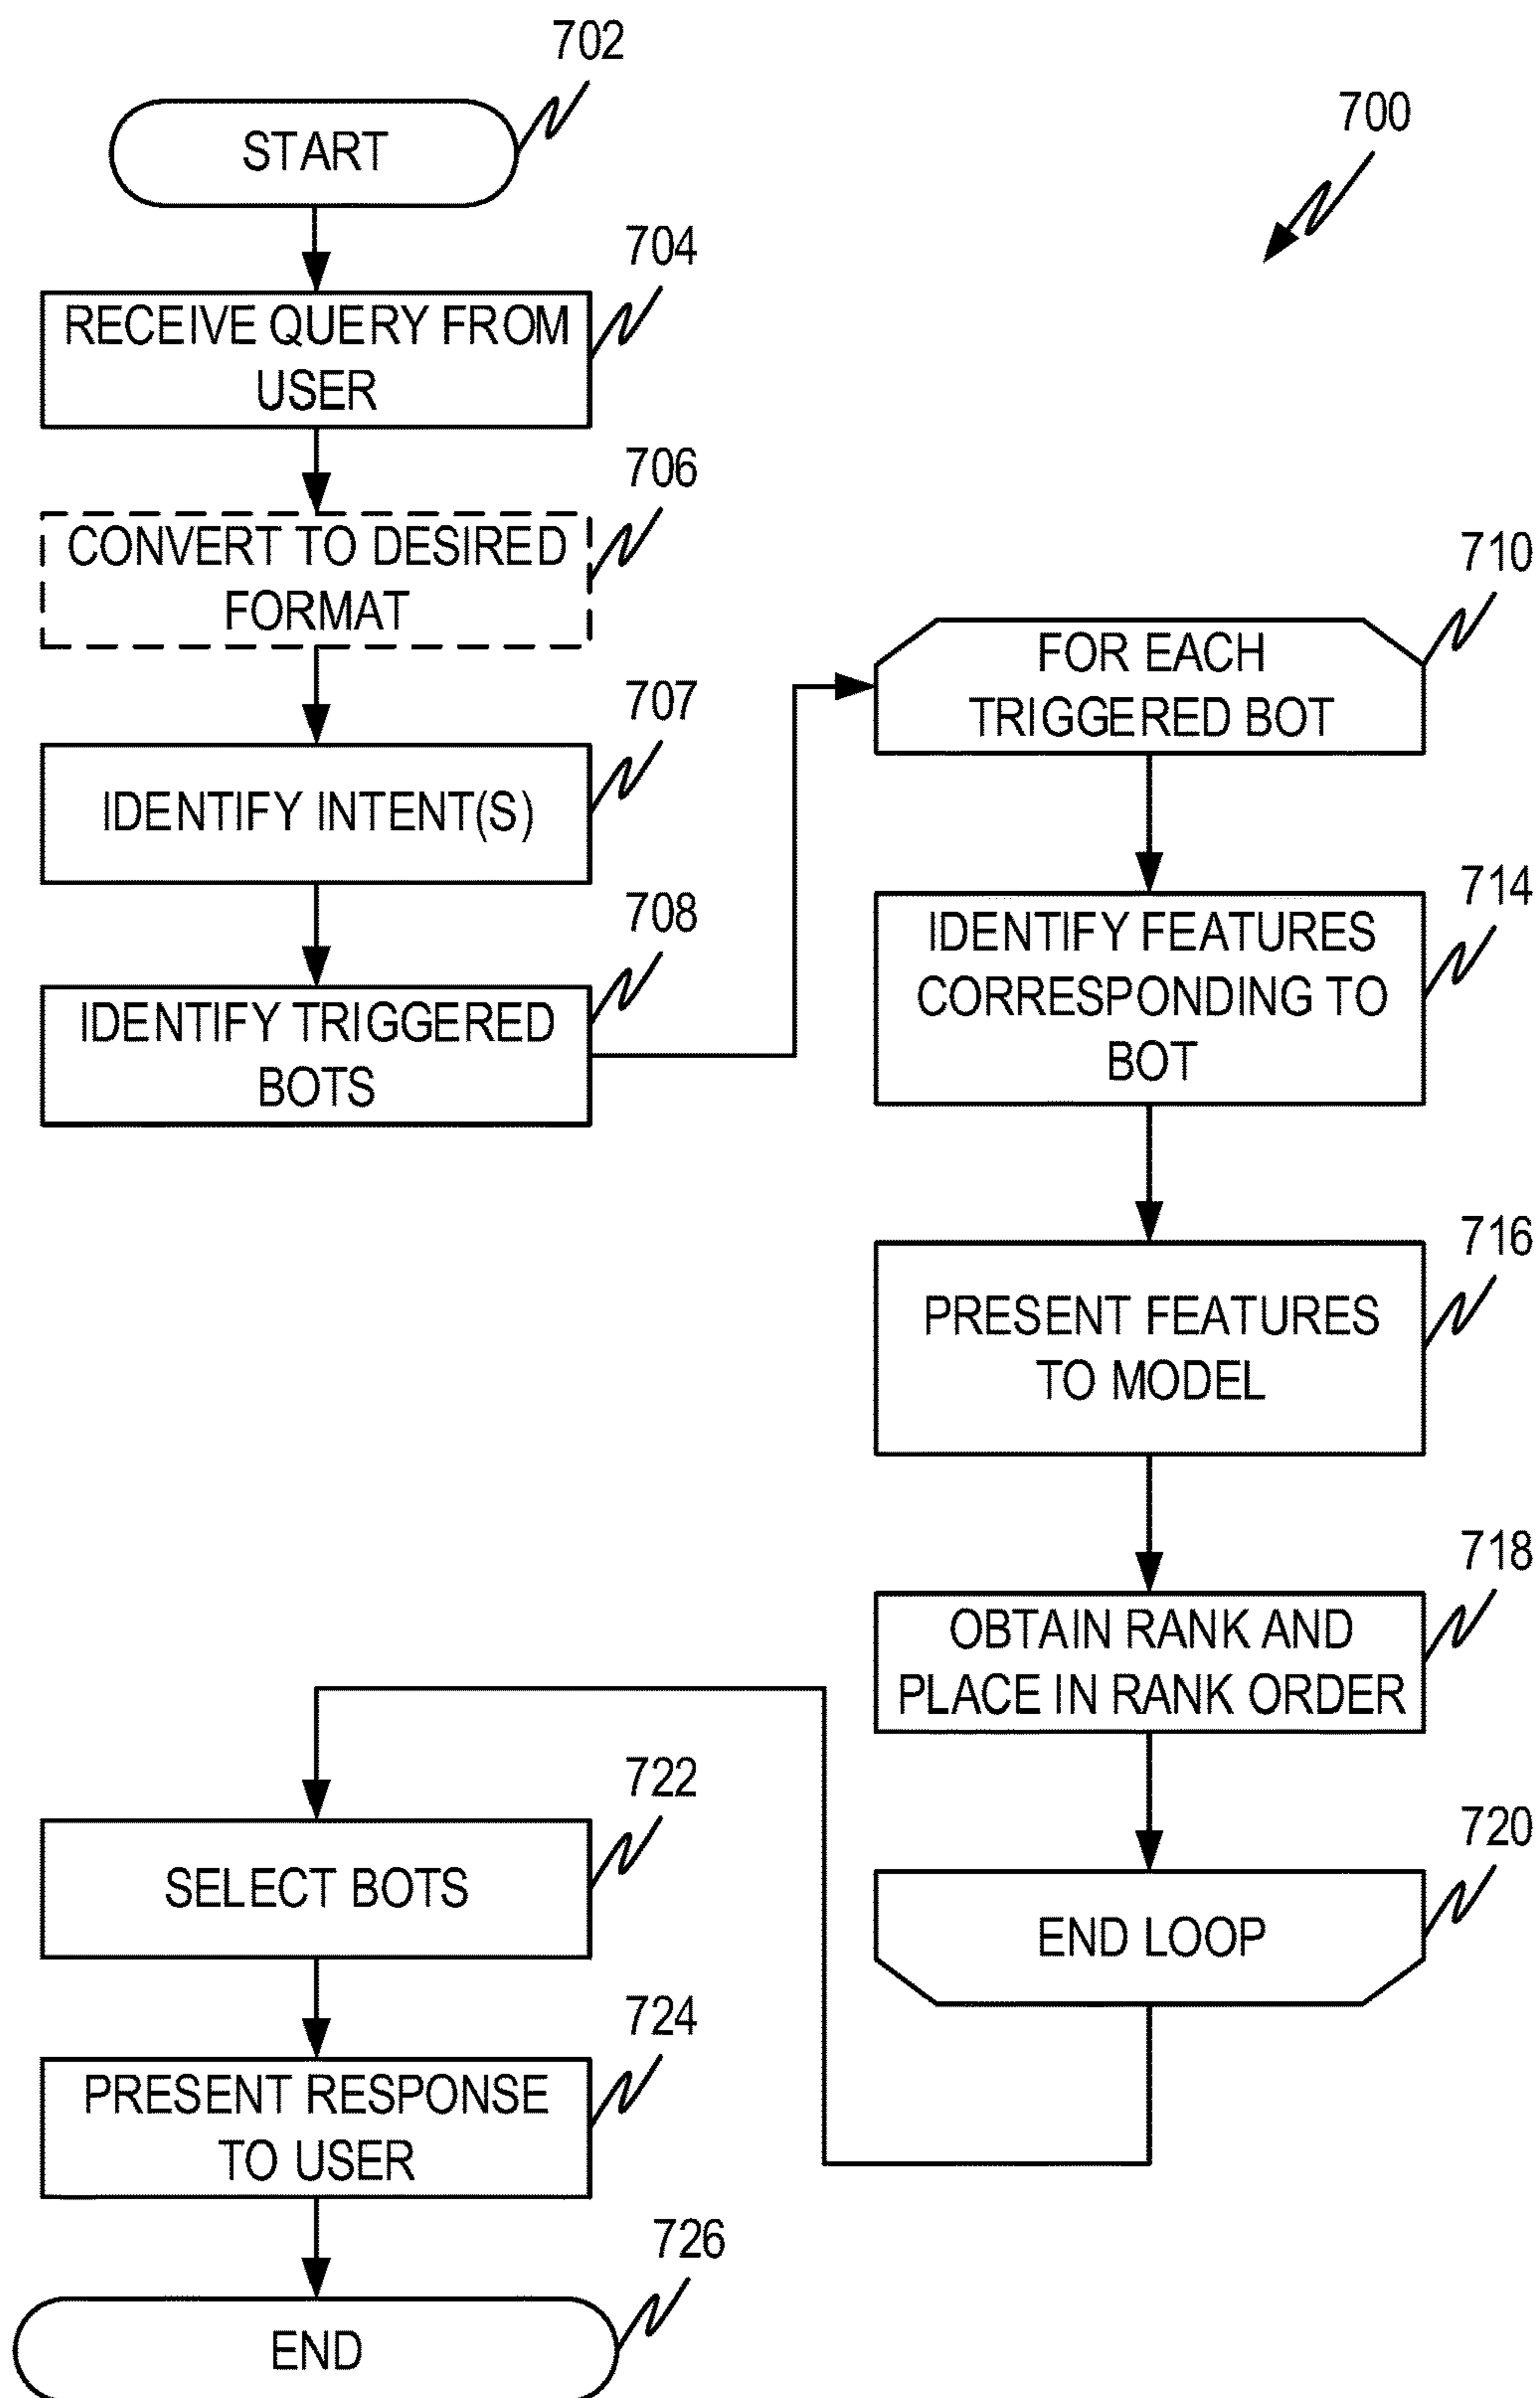 702
START
700
704
RECEIVE QUERY FROM
USER
706
CONVERT TO DESIRED
FORMAT
707
IDENTIFY INTENT(S)
708
IDENTIFY TRIGGERED
BOTS
710
FOR EACH
TRIGGERED BOT
714
IDENTIFY FEATURES
CORRESPONDING TO
BOT
716
PRESENT FEATURES
TO MODEL
718
OBTAIN RANK AND
PLACE IN RANK ORDER
720
END LOOP
722
SELECT BOTS
724
PRESENT RESPONSE
TO USER
726
END